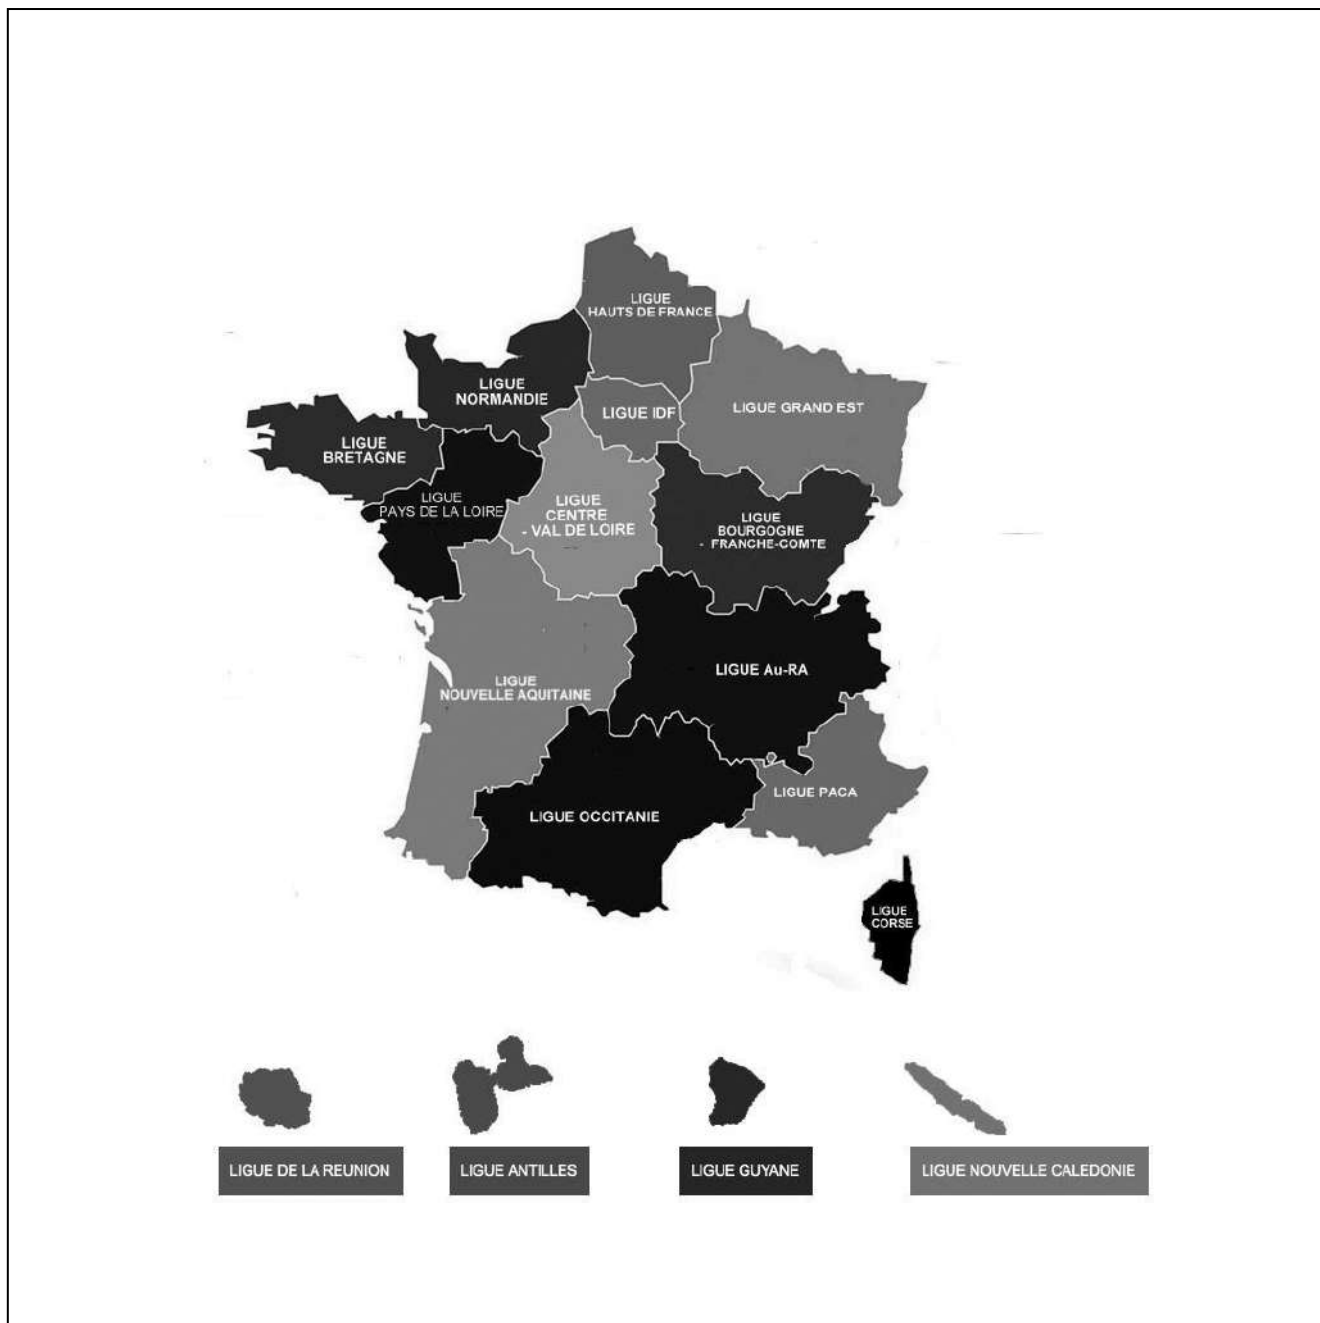 LIGUE
HAUTS DE FRANCE
LIGUE
NORMANDIE
LIGUE IDF
LIGUE GRAND EST
LIGUE
BRETAGNE
LIGUE
PAYS DE LA LOIRE
LIGUE
CENTRE
- VAL DE LOIRE
LIGUE
BOURGOGNE
- FRANCHE-COMTE
LIGUE Au-RA
LIGUE
NOUVELLE AQUITAINE
LIGUE PACA
LIGUE OCCITANIE
LIGUE
CORSE
LIGUE DE LA REUNION
LIGUE ANTILLES
LIGUE GUYANE
LIGUE NOUVELLE CALEDONIE